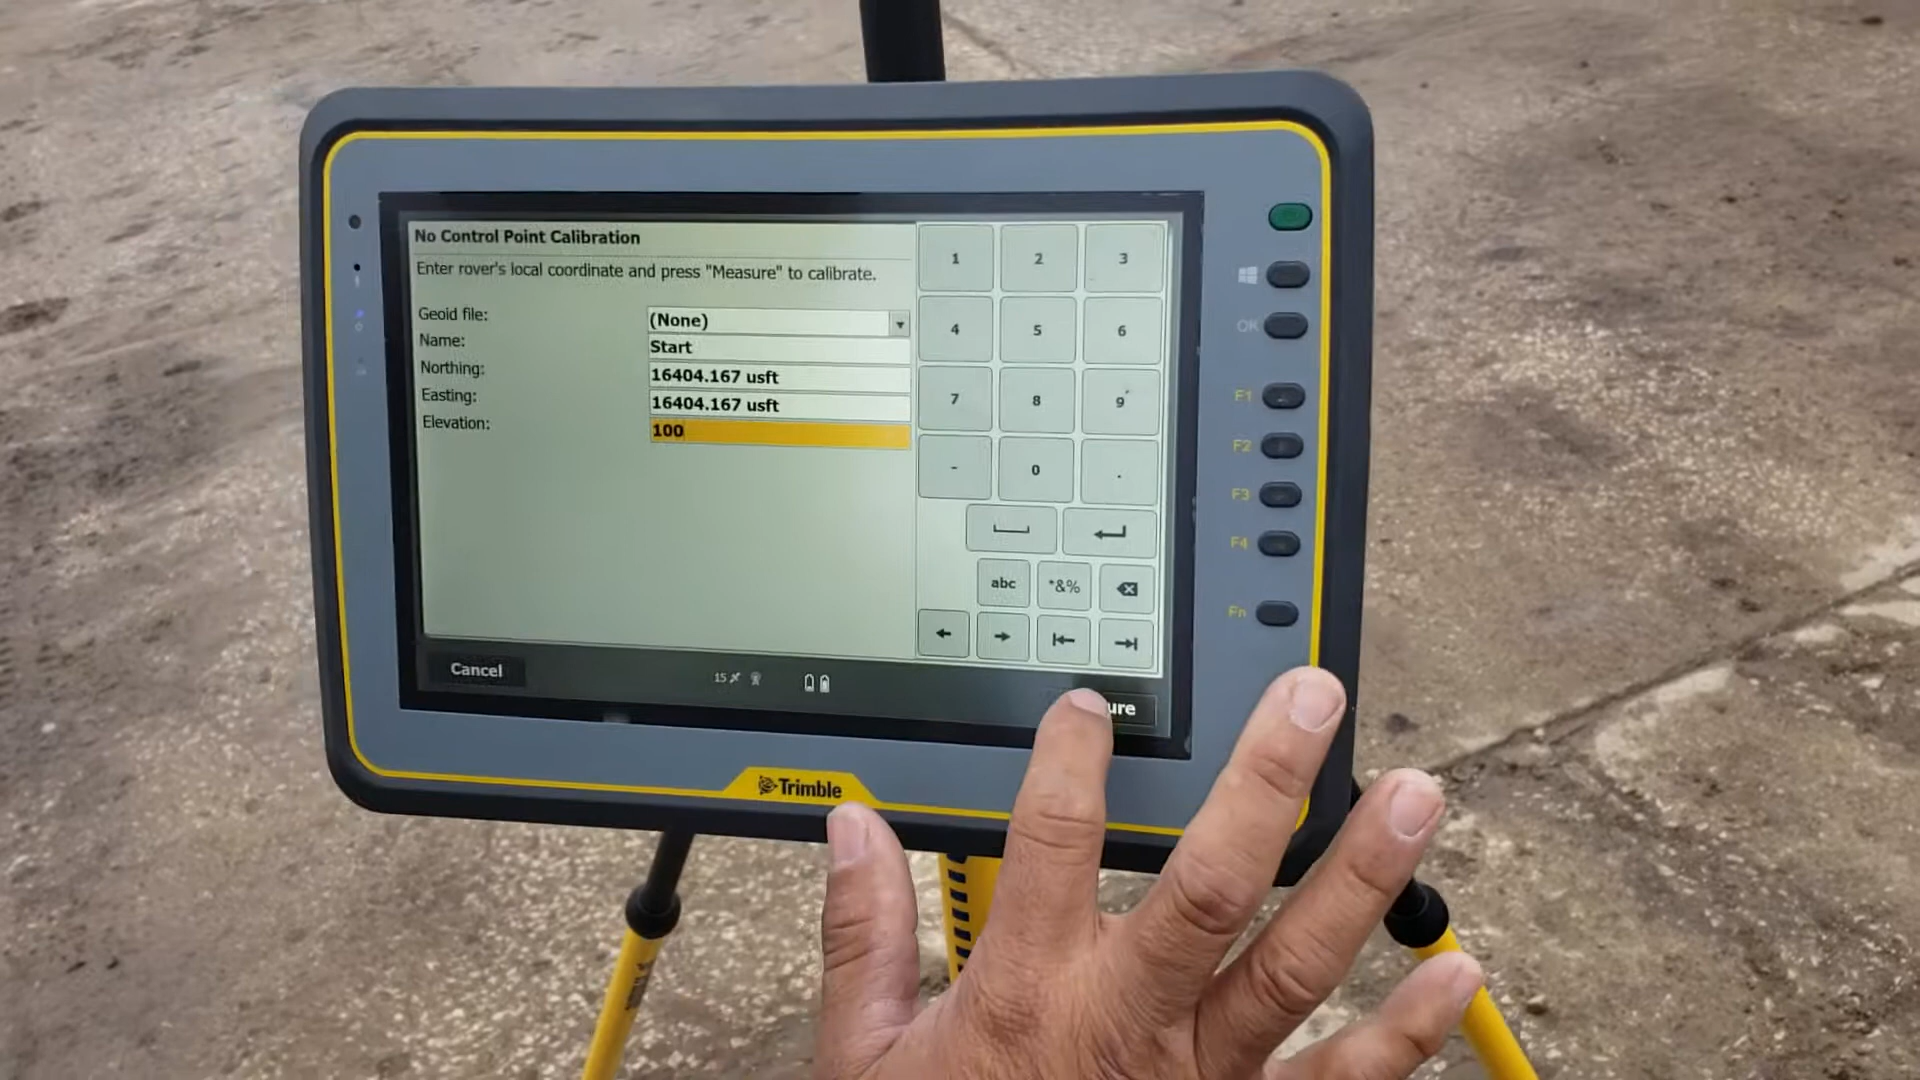 No Control Point Calibration
Enter rover's local coordinate and press "Measure" to calibrate.
Geoid file: (None)
Name: Start
Northing: 16404.167 usft
Easting: 16404.167 usft
Elevation: 100
1 2 3
4 5 6
7 8 9
- 0 .
abc *&%
Cancel
15
ure
OK
F1
F2
F3
F4
Fn
Trimble